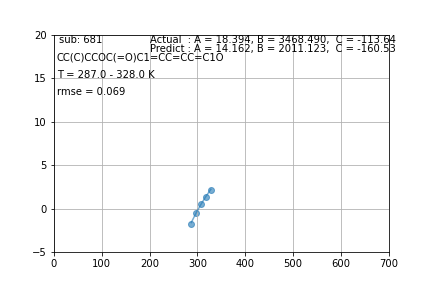 sub: 681
Actual : A = 18.394, B = 3468.490, C = -113.64
Predict : A = 14.162, B = 2011.123, C = -160.53
CC(C)CCOC(=O)C1=CC=CC=C1O
T = 287.0 - 328.0 K
rmse = 0.069
20
15
10
5
0
−5
0 100 200 300 400 500 600 700